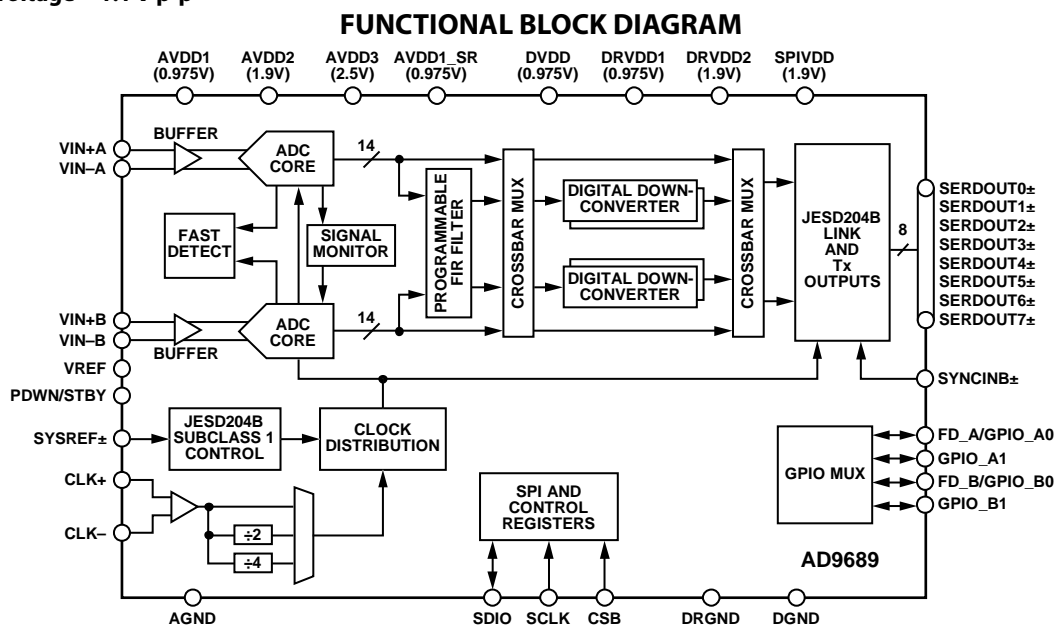 FUNCTIONAL BLOCK DIAGRAM
AVDD1
(0.975V)
AVDD2
(1.9V)
AVDD3
(2.5V)
AVDD1_SR
(0.975V)
DVDD
(0.975V)
DRVDD1
(0.975V)
DRVDD2
(1.9V)
SPIVDD
(1.9V)
BUFFER
VIN+A
VIN–A
ADC
CORE
14
FAST
DETECT
SIGNAL
MONITOR
PROGRAMMABLE
FIR FILTER
CROSSBAR MUX
DIGITAL DOWN-
CONVERTER
DIGITAL DOWN-
CONVERTER
CROSSBAR MUX
JESD204B
LINK
AND
Tx
OUTPUTS
8
SERDOUT0±
SERDOUT1±
SERDOUT2±
SERDOUT3±
SERDOUT4±
SERDOUT5±
SERDOUT6±
SERDOUT7±
VIN+B
VIN–B
BUFFER
ADC
CORE
14
VREF
PDWN/STBY
SYNCINB±
SYSREF±
JESD204B
SUBCLASS 1
CONTROL
CLOCK
DISTRIBUTION
CLK+
CLK–
÷2
÷4
SPI AND
CONTROL
REGISTERS
GPIO MUX
FD_A/GPIO_A0
GPIO_A1
FD_B/GPIO_B0
GPIO_B1
AD9689
AGND
SDIO
SCLK
CSB
DRGND
DGND